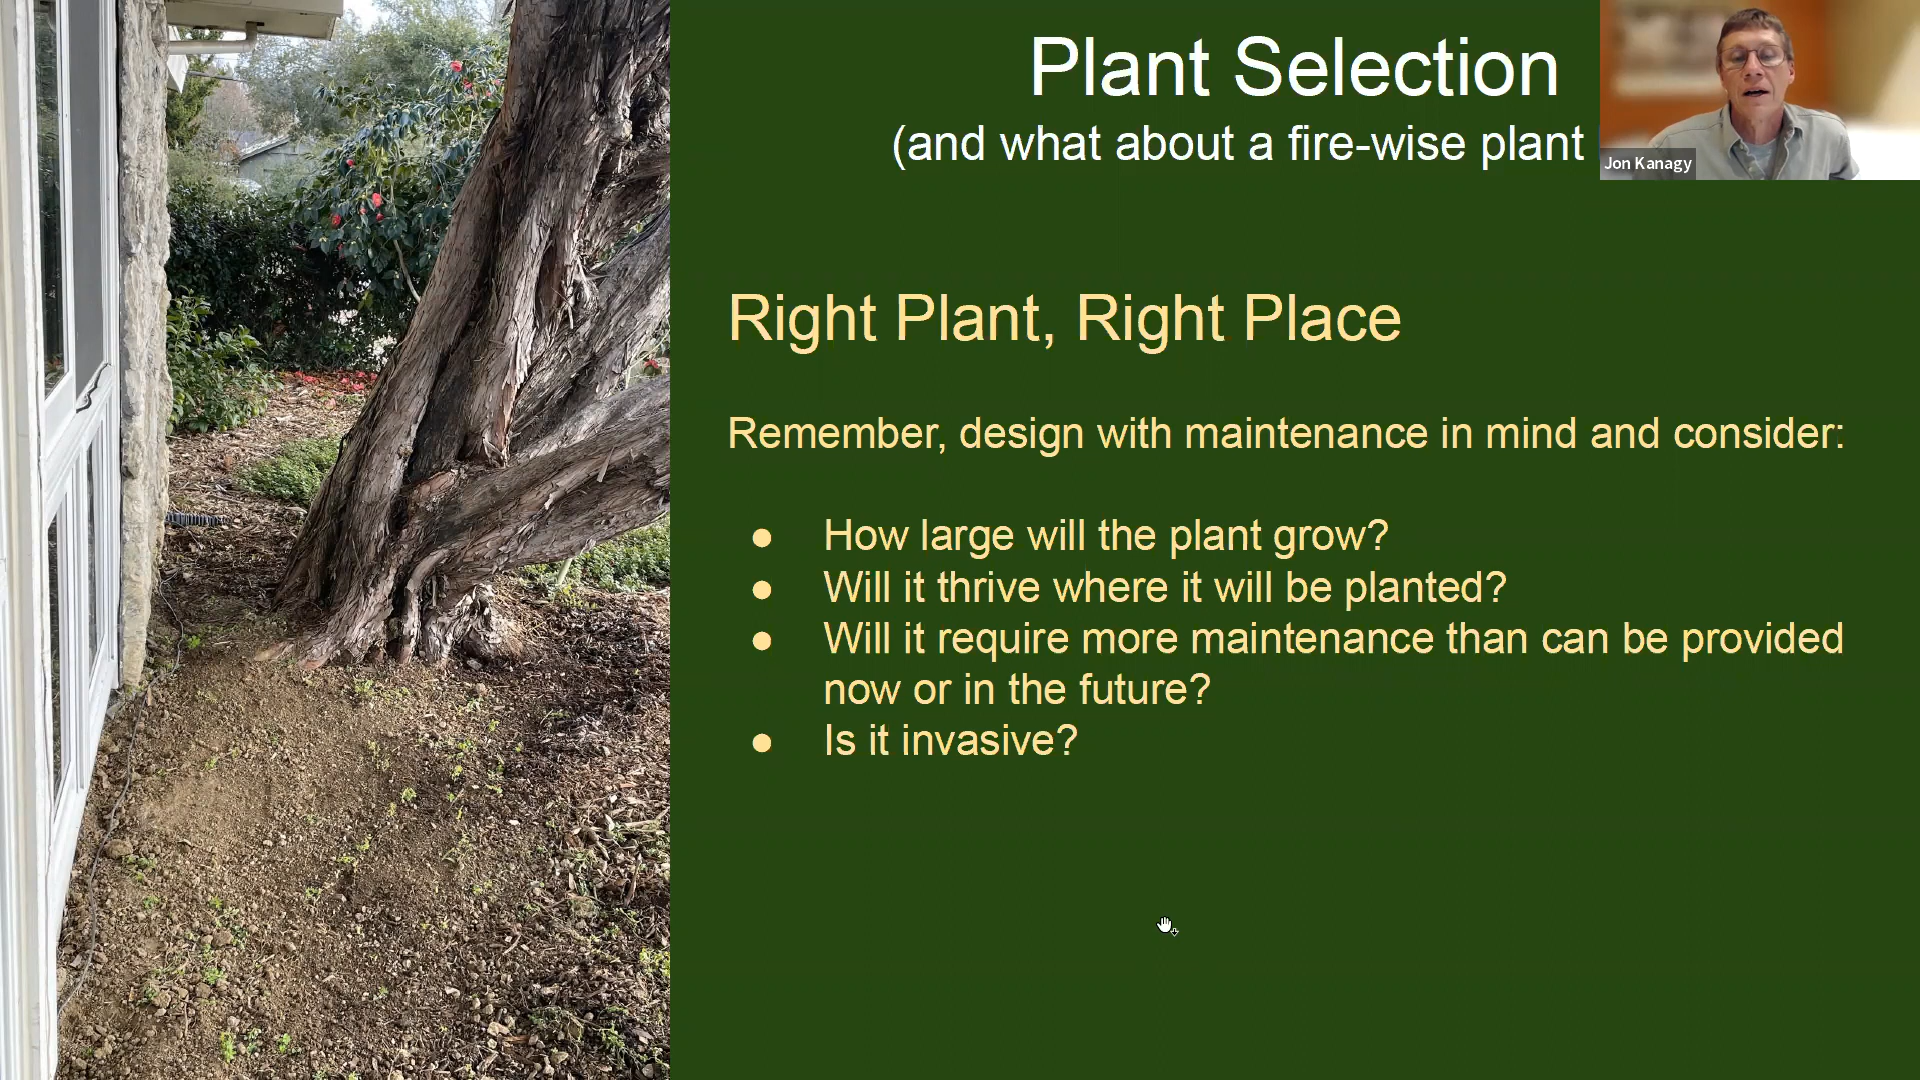 Plant Selection
(and what about a fire-wise plant
Jon Kanagy
Right Plant, Right Place
Remember, design with maintenance in mind and consider:
● How large will the plant grow?
● Will it thrive where it will be planted?
● Will it require more maintenance than can be provided
now or in the future?
● Is it invasive?